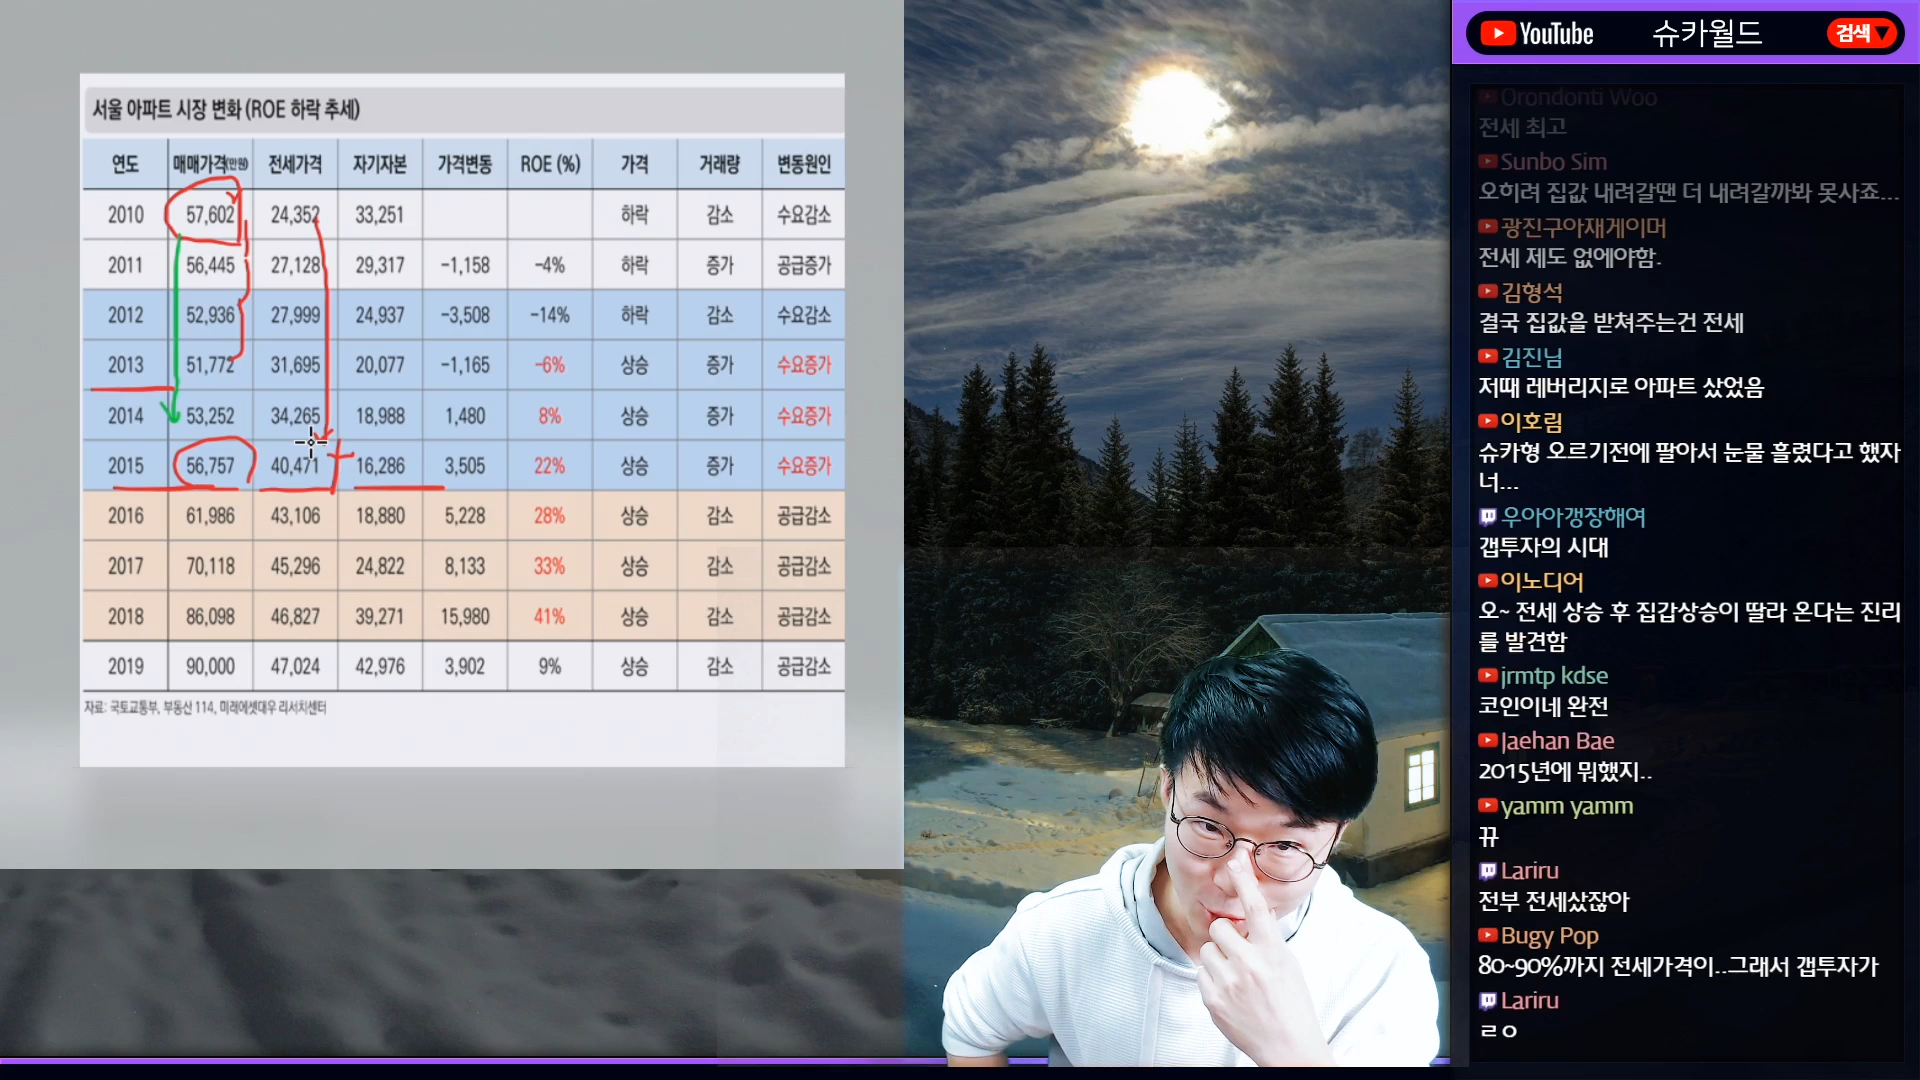 서울 아파트 시장 변화 (ROE 하락 추세)
연도 매매가격(만원) 전세가격 자기자본 가격변동 ROE (%) 가격 거래량 변동원인
2010 57,602 24,352 33,251 하락 감소 수요감소
2011 56,445 27,128 29,317 −1,158 −4% 하락 증가 공급증가
2012 52,936 27,999 24,937 −3,508 −14% 하락 감소 수요감소
2013 51,772 31,695 20,077 −1,165 −6% 상승 증가 수요증가
2014 53,252 34,265 18,988 1,480 8% 상승 증가 수요증가
2015 56,757 40,471 16,286 3,505 22% 상승 증가 수요증가
2016 61,986 43,106 18,880 5,228 28% 상승 감소 공급감소
2017 70,118 45,296 24,822 8,133 33% 상승 감소 공급감소
2018 86,098 46,827 39,271 15,980 41% 상승 감소 공급감소
2019 90,000 47,024 42,976 3,902 9% 상승 감소 공급감소
자료: 국토교통부, 부동산 114, 미래에셋대우 리서치센터
YouTube 슈카월드 검색▼
Orondonti Woo
전세 최고
Sunbo Sim
오히려 집값 내려갈땐 더 내려갈까봐 못사죠...
광진구아재게이머
전세 제도 없에야함.
김형석
결국 집값을 받쳐주는건 전세
김진님
저때 레버리지로 아파트 샀었음
이호림
슈카형 오르기전에 팔아서 눈물 흘렸다고 했자
너...
우아아갱장해여
갭투자의 시대
이노디어
오~ 전세 상승 후 집값상승이 딸라 온다는 진리
를 발견함
jrmtp kdse
코인이네 완전
Jaehan Bae
2015년에 뭐했지..
yamm yamm
뀨
Lariru
전부 전세샀잖아
Bugy Pop
80~90%까지 전세가격이..그래서 갭투자가
Lariru
ㄹㅇ